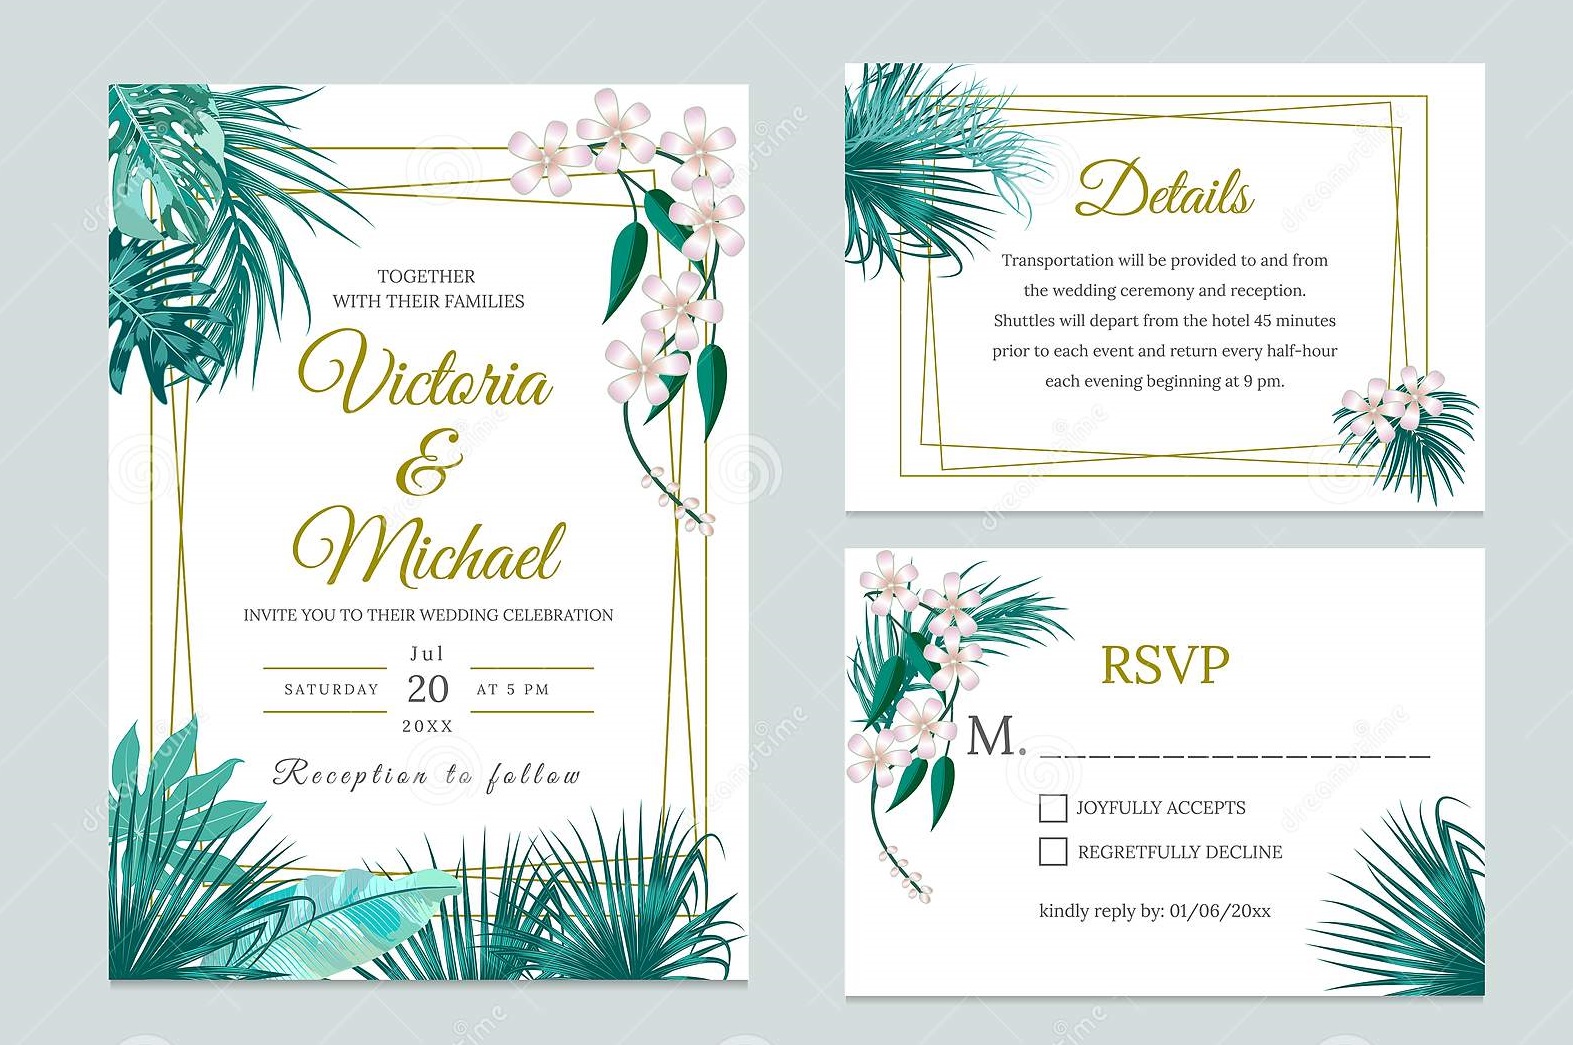 TOGETHER
WITH THEIR FAMILIES
Victoria
&
Michael
INVITE YOU TO THEIR WEDDING CELEBRATION
Jul
SATURDAY 20 AT 5 PM
20XX
Reception to follow
Details
Transportation will be provided to and from
the wedding ceremony and reception.
Shuttles will depart from the hotel 45 minutes
prior to each event and return every half-hour
each evening beginning at 9 pm.
RSVP
M. ____________________
JOYFULLY ACCEPTS
REGRETFULLY DECLINE
kindly reply by: 01/06/20xx
dreamstime